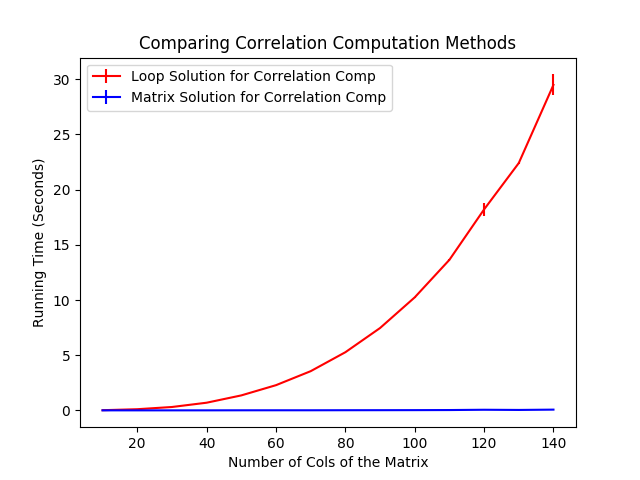 Comparing Correlation Computation Methods
Loop Solution for Correlation Comp
Matrix Solution for Correlation Comp
Running Time (Seconds)
30
25
20
15
10
5
0
20 40 60 80 100 120 140
Number of Cols of the Matrix